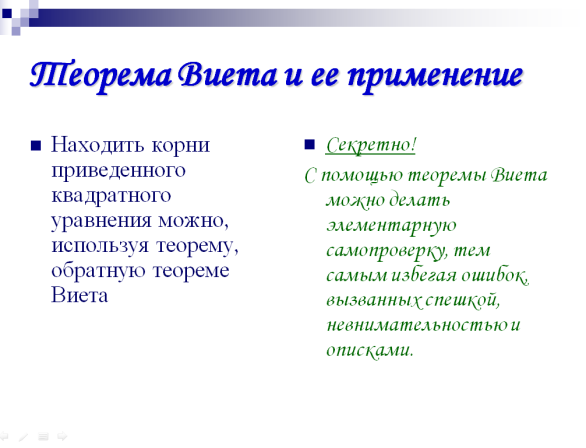 Теорема Виета и ее применение
Находить корни
приведенного
квадратного
уравнения можно,
используя теорему,
обратную теореме
Виета
Секретно!
С помощью теоремы Виета
можно делать
элементарную
самопроверку, тем
самым избегая ошибок,
вызванных спешкой,
невнимательностью и
описками.